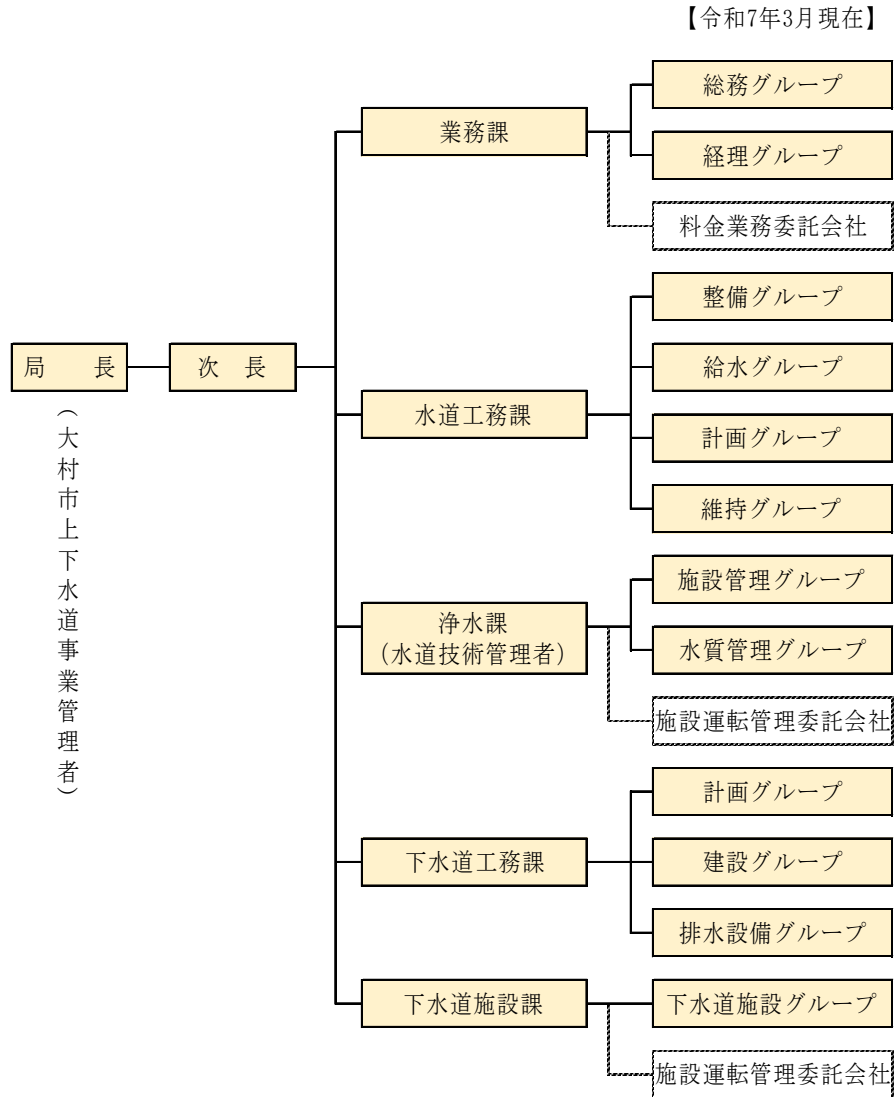 【令和7年3月現在】
局　　長
（大村市上下水道事業管理者）
次　長
業務課
総務グループ
経理グループ
料金業務委託会社
水道工務課
整備グループ
給水グループ
計画グループ
維持グループ
浄水課
（水道技術管理者）
施設管理グループ
水質管理グループ
施設運転管理委託会社
下水道工務課
計画グループ
建設グループ
排水設備グループ
下水道施設課
下水道施設グループ
施設運転管理委託会社